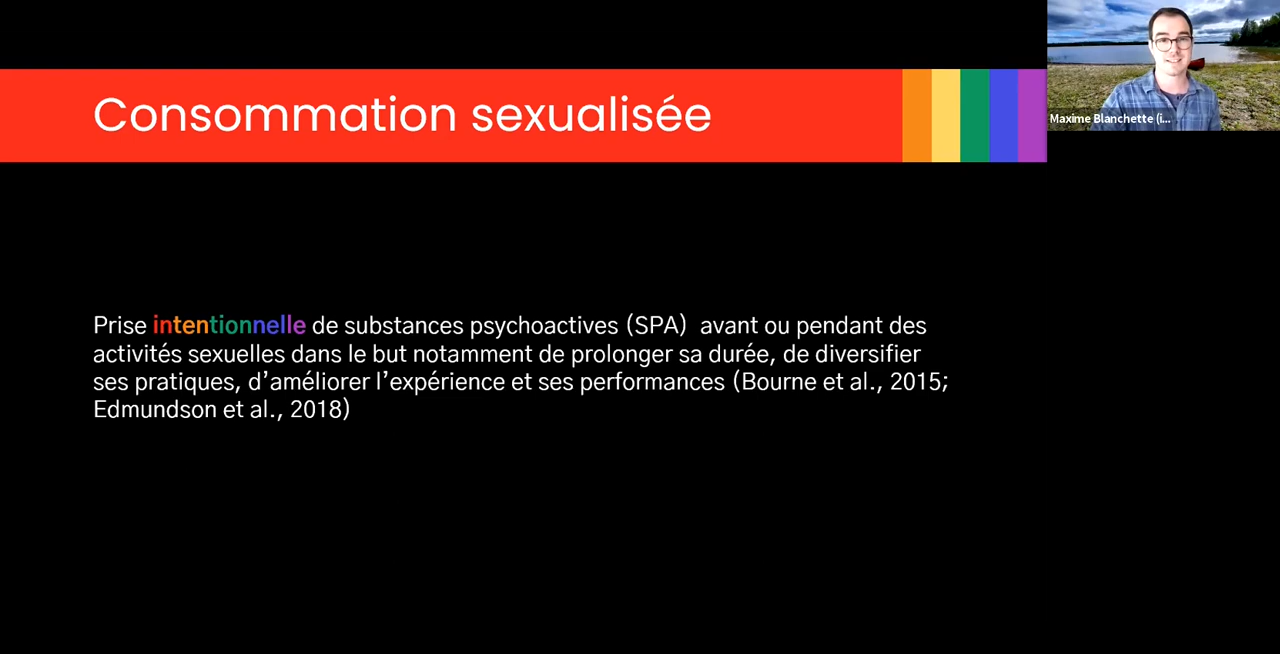 Consommation sexualisée
Maxime Blanchette (i...
Prise intentionnelle de substances psychoactives (SPA) avant ou pendant des
activités sexuelles dans le but notamment de prolonger sa durée, de diversifier
ses pratiques, d’améliorer l’expérience et ses performances (Bourne et al., 2015;
Edmundson et al., 2018)